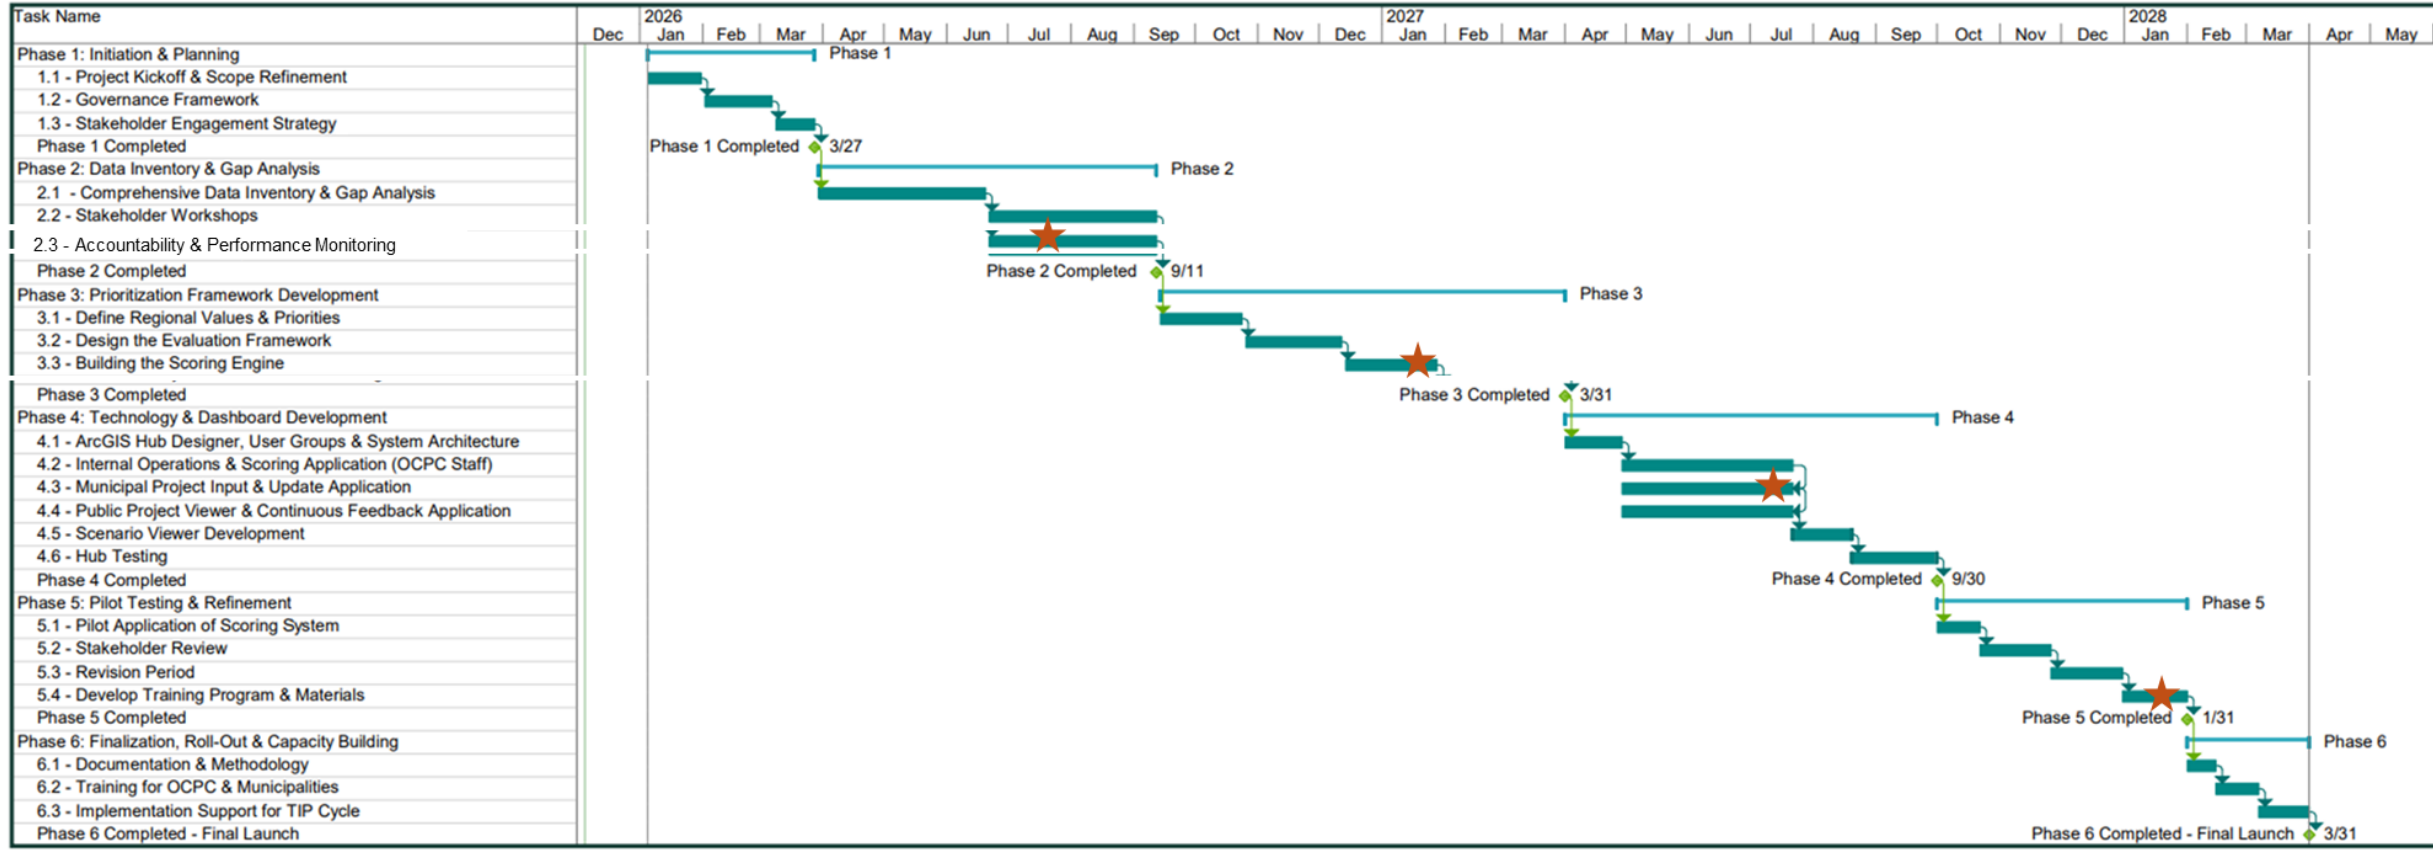 Task Name
2026 2027 2028
Dec Jan Feb Mar Apr May Jun Jul Aug Sep Oct Nov Dec Jan Feb Mar Apr May Jun Jul Aug Sep Oct Nov Dec Jan Feb Mar Apr May
Phase 1: Initiation & Planning Phase 1
1.1 - Project Kickoff & Scope Refinement
1.2 - Governance Framework
1.3 - Stakeholder Engagement Strategy
Phase 1 Completed Phase 1 Completed 3/27
Phase 2: Data Inventory & Gap Analysis Phase 2
2.1 - Comprehensive Data Inventory & Gap Analysis
2.2 - Stakeholder Workshops
2.3 - Accountability & Performance Monitoring
Phase 2 Completed Phase 2 Completed 9/11
Phase 3: Prioritization Framework Development Phase 3
3.1 - Define Regional Values & Priorities
3.2 - Design the Evaluation Framework
3.3 - Building the Scoring Engine
Phase 3 Completed Phase 3 Completed 3/31
Phase 4: Technology & Dashboard Development Phase 4
4.1 - ArcGIS Hub Designer, User Groups & System Architecture
4.2 - Internal Operations & Scoring Application (OCPC Staff)
4.3 - Municipal Project Input & Update Application
4.4 - Public Project Viewer & Continuous Feedback Application
4.5 - Scenario Viewer Development
4.6 - Hub Testing
Phase 4 Completed Phase 4 Completed 9/30
Phase 5: Pilot Testing & Refinement Phase 5
5.1 - Pilot Application of Scoring System
5.2 - Stakeholder Review
5.3 - Revision Period
5.4 - Develop Training Program & Materials
Phase 5 Completed Phase 5 Completed 1/31
Phase 6: Finalization, Roll-Out & Capacity Building Phase 6
6.1 - Documentation & Methodology
6.2 - Training for OCPC & Municipalities
6.3 - Implementation Support for TIP Cycle
Phase 6 Completed - Final Launch Phase 6 Completed - Final Launch 3/31